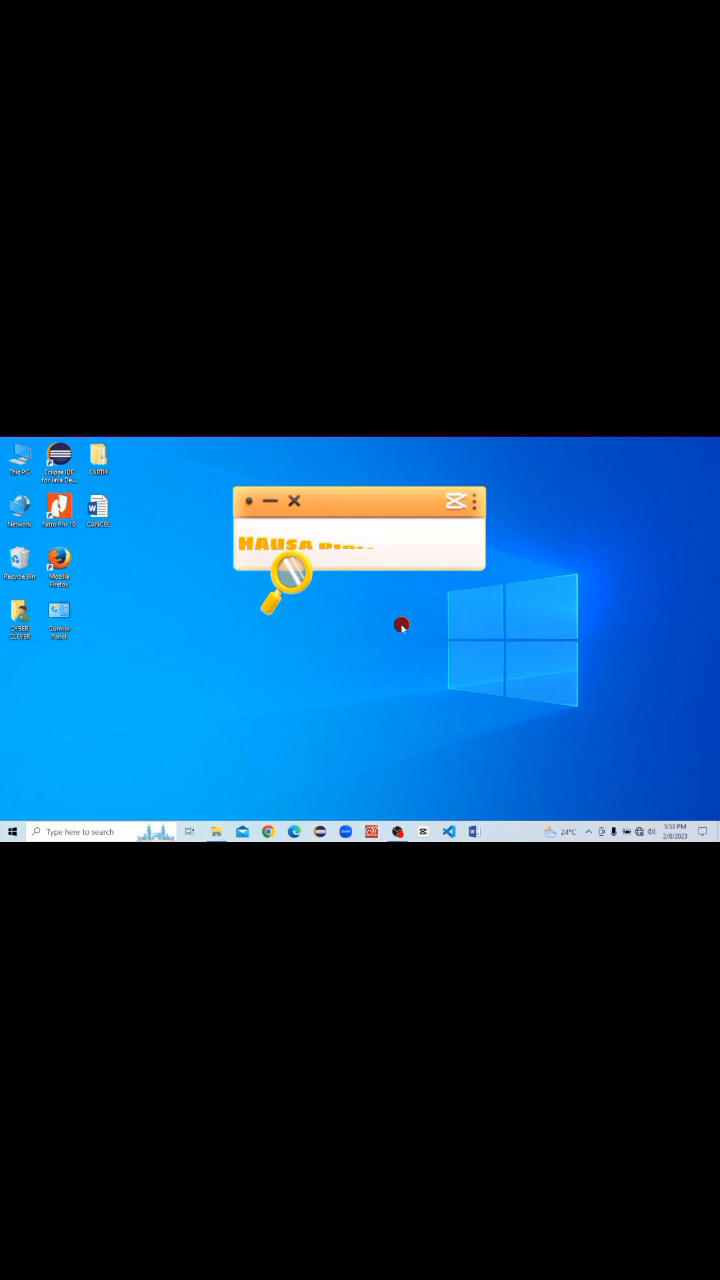 This PC
Eclipse IDE
for Java De...
EARTH
Network
Nitro Pro 10
CANCEL
Recycle Bin
Mozilla
Firefox
CYBER
CLEVER
Control
Panel
HAUSA
Type here to search
24°C
5:53 PM
2/8/2023